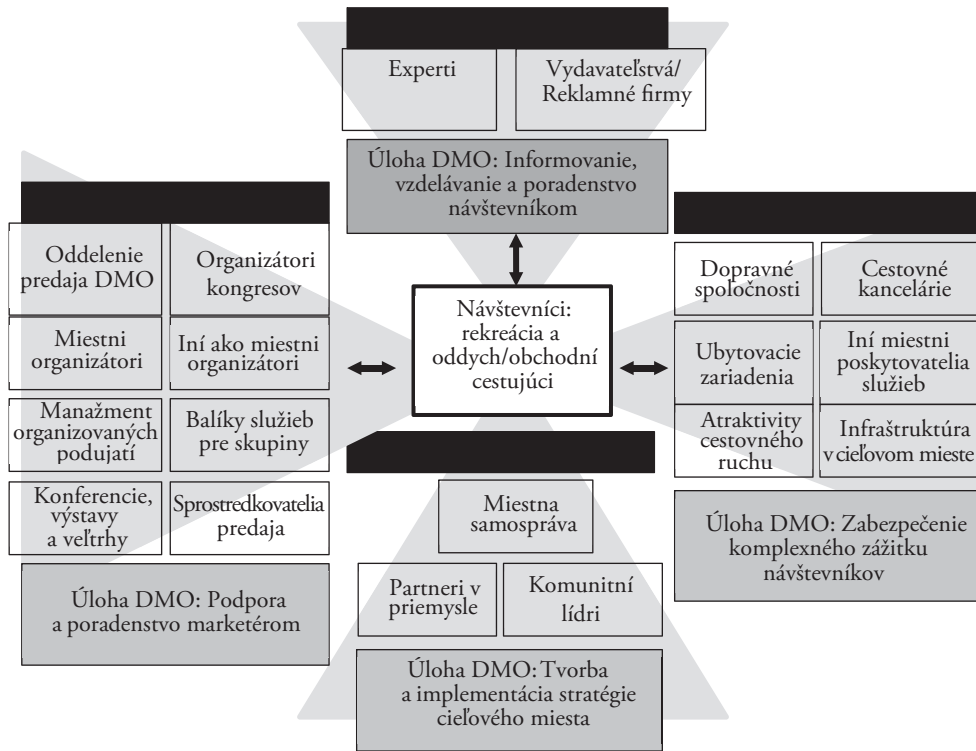 Experti
Vydavateľstvá/
Reklamné firmy
Úloha DMO: Informovanie,
vzdelávanie a poradenstvo
návštevníkom
Oddelenie
predaja DMO
Organizátori
kongresov
Miestni
organizátori
Iní ako miestni
organizátori
Manažment
organizovaných
podujatí
Balíky služieb
pre skupiny
Konferencie,
výstavy
a veľtrhy
Sprostredkovatelia
predaja
Úloha DMO: Podpora
a poradenstvo marketérom
Návštevníci:
rekreácia a
oddych/obchodní
cestujúci
Dopravné
spoločnosti
Cestovné
kancelárie
Ubytovacie
zariadenia
Iní miestni
poskytovatelia
služieb
Atraktivity
cestovného
ruchu
Infraštruktúra
v cieľovom mieste
Úloha DMO: Zabezpečenie
komplexného zážitku
návštevníkov
Miestna
samospráva
Partneri v
priemysle
Komunitní
lídri
Úloha DMO: Tvorba
a implementácia stratégie
cieľového miesta